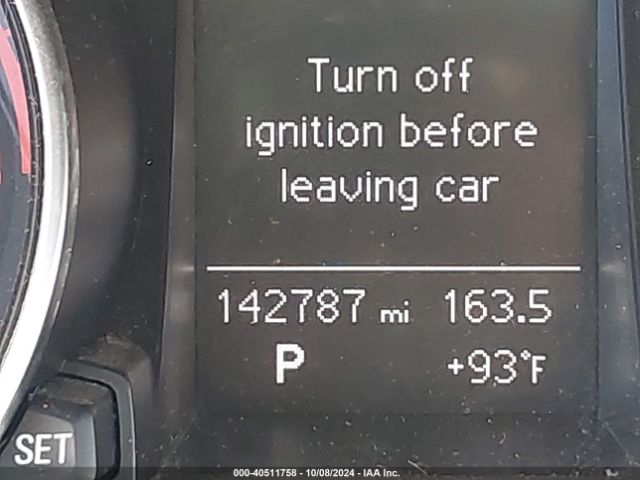 Turn off
ignition before
leaving car
142787 mi 163.5
P +93°F
SET
000-40511758 - 10/08/2024 - IAA Inc.